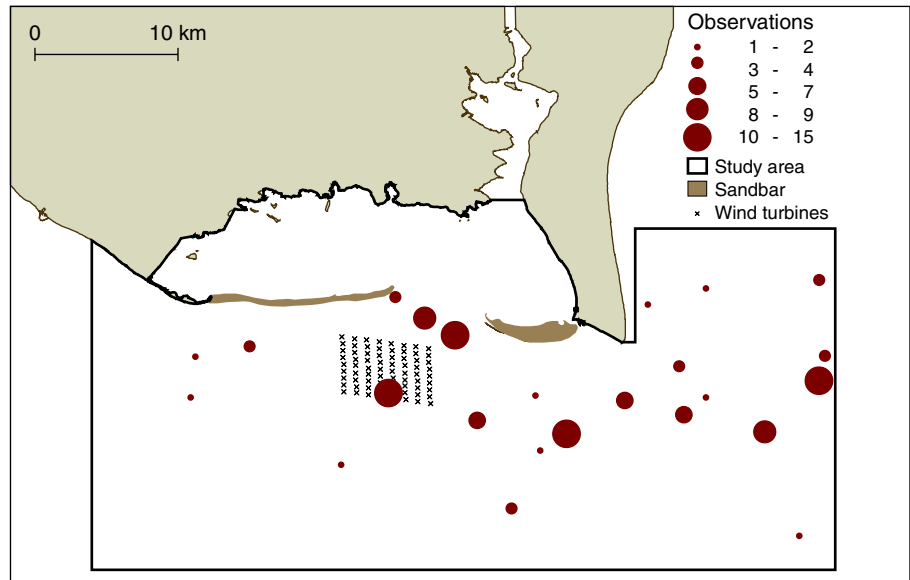 0 10 km
Observations
1 - 2
3 - 4
5 - 7
8 - 9
10 - 15
Study area
Sandbar
Wind turbines